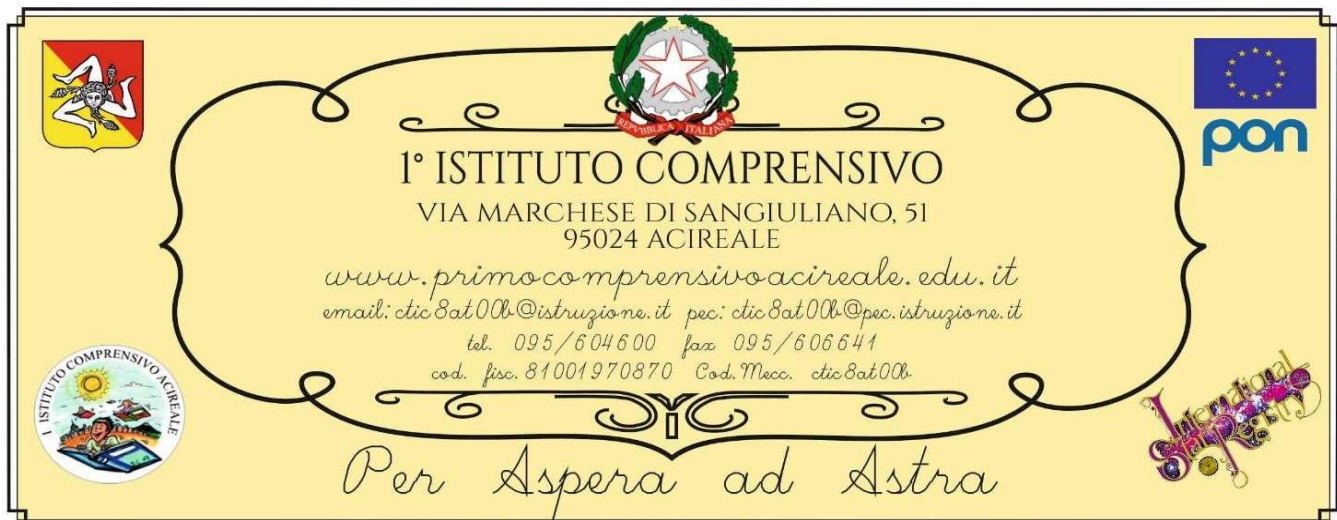 REPVBBLICA ITALIANA
pon
1° ISTITUTO COMPRENSIVO
VIA MARCHESE DI SANGIULIANO, 51
95024 ACIREALE
www.primocomprensivoacireale.edu.it
email: ctic8at00b@istruzione.it pec: ctic8at00b@pec.istruzione.it
tel. 095/604600 fax 095/606641
cod. fisc. 81001970870 Cod. Mecc. ctic8at00b
I ISTITUTO COMPRENSIVO ACIREALE
International
Star Registry
Per Aspera ad Astra